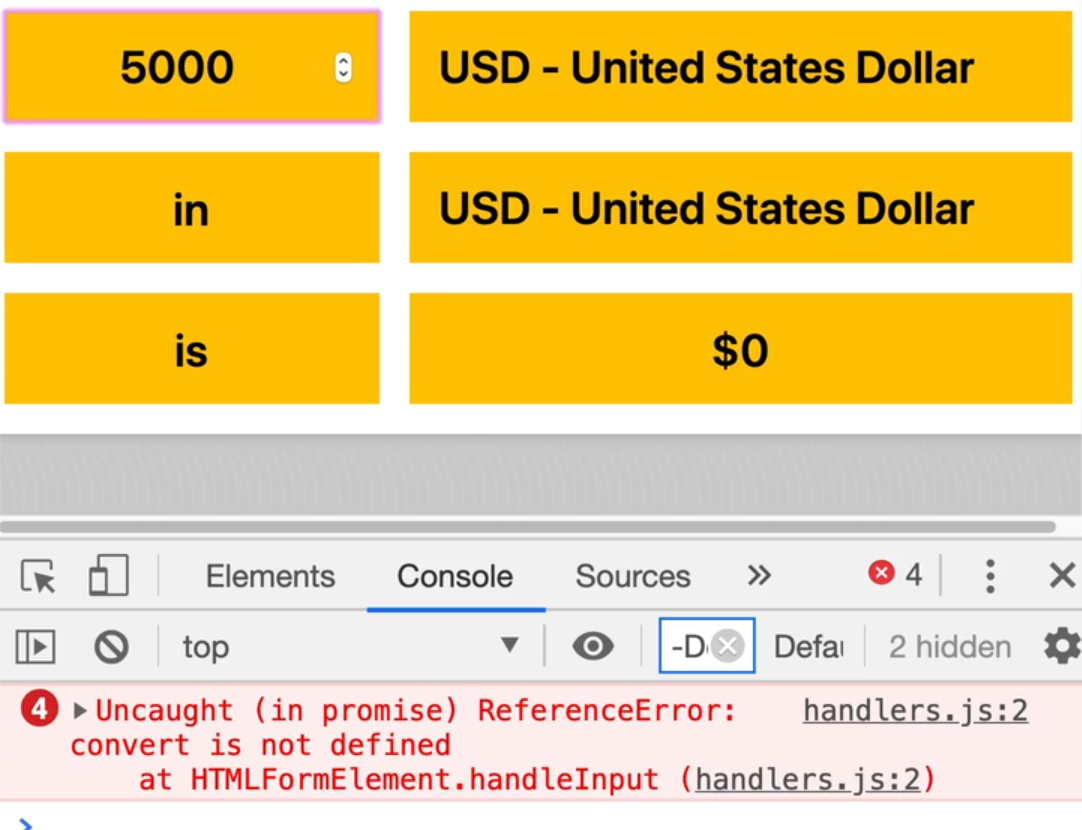 5000 USD - United States Dollar
in USD - United States Dollar
is $0
Elements Console Sources 4
top -D Defau 2 hidden
4 Uncaught (in promise) ReferenceError: handlers.js:2
convert is not defined
at HTMLFormElement.handleInput (handlers.js:2)